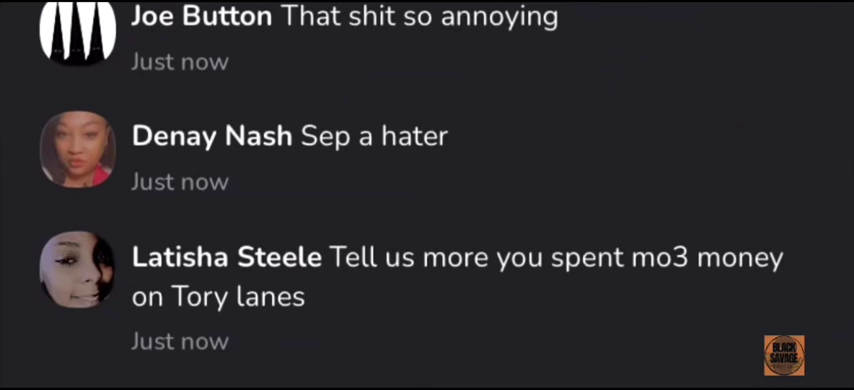 Joe Button That shit so annoying
Just now
Denay Nash Sep a hater
Just now
Latisha Steele Tell us more you spent mo3 money
on Tory lanes
Just now
BLACK
SAVAGE